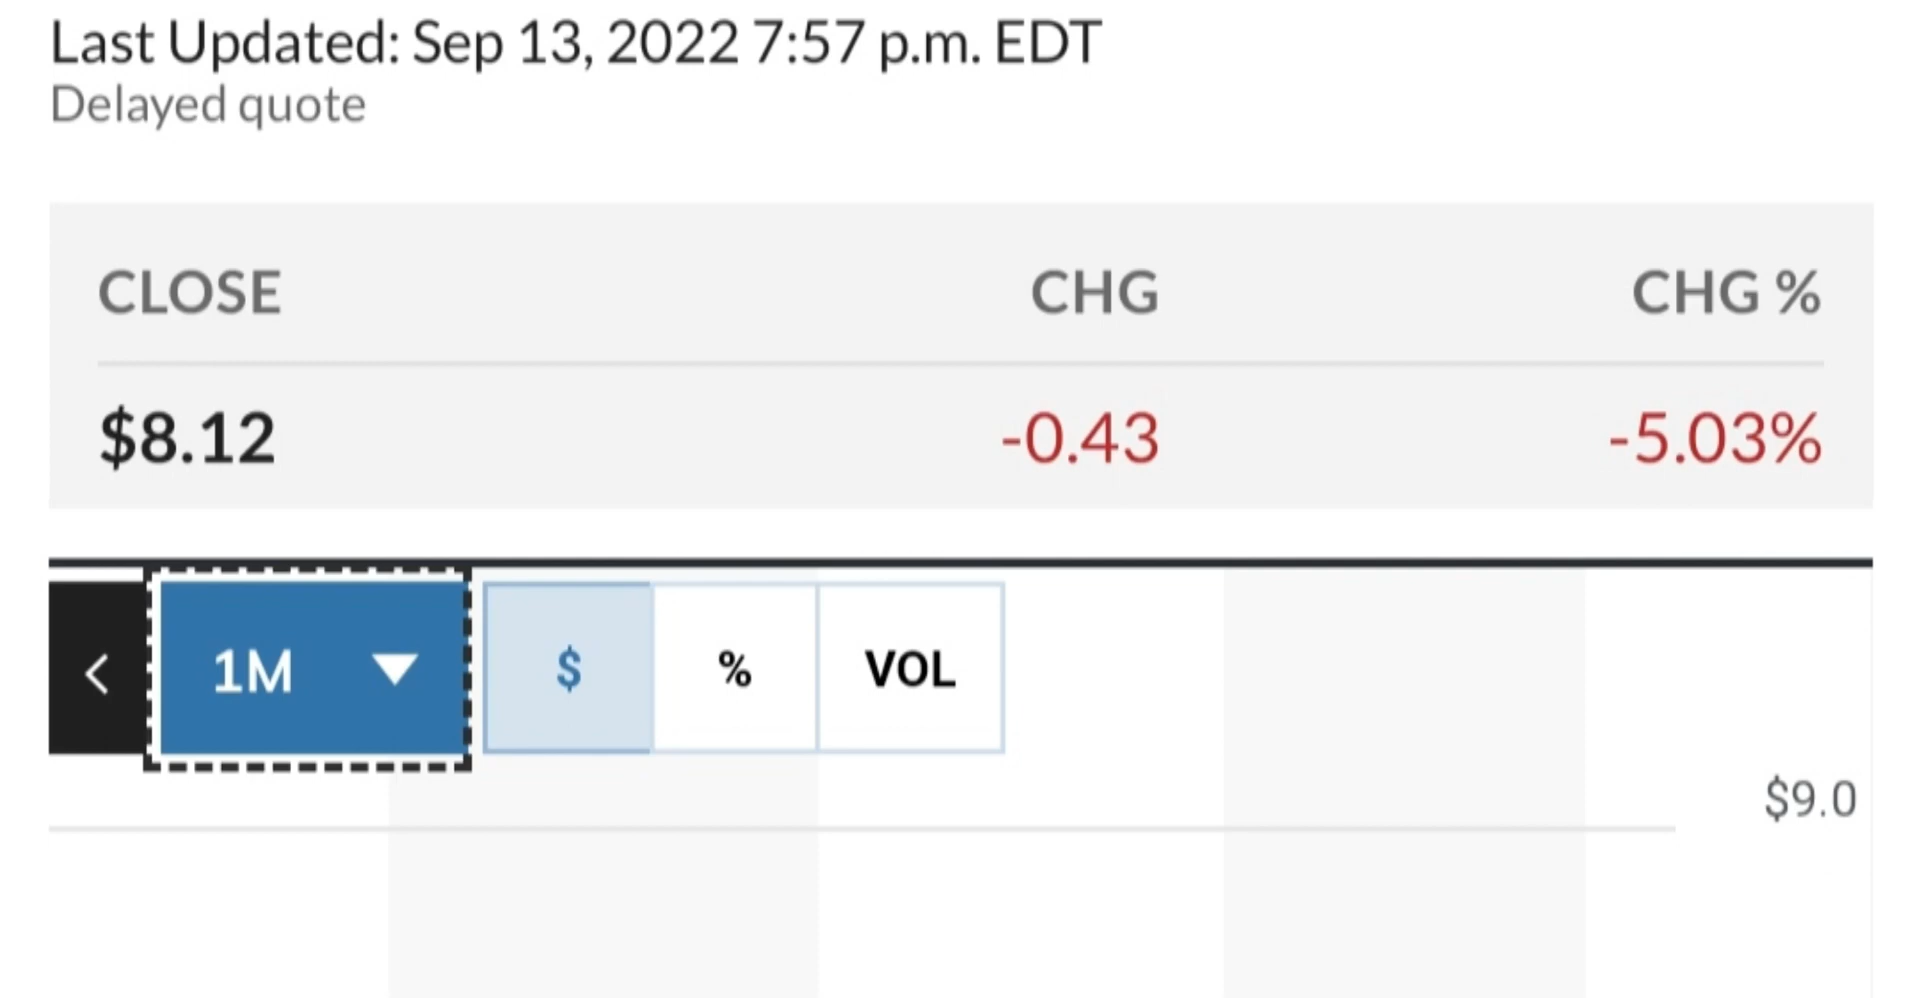 Last Updated: Sep 13, 2022 7:57 p.m. EDT
Delayed quote
CLOSE CHG CHG %
$8.12 -0.43 -5.03%
< 1M $ % VOL
$9.0